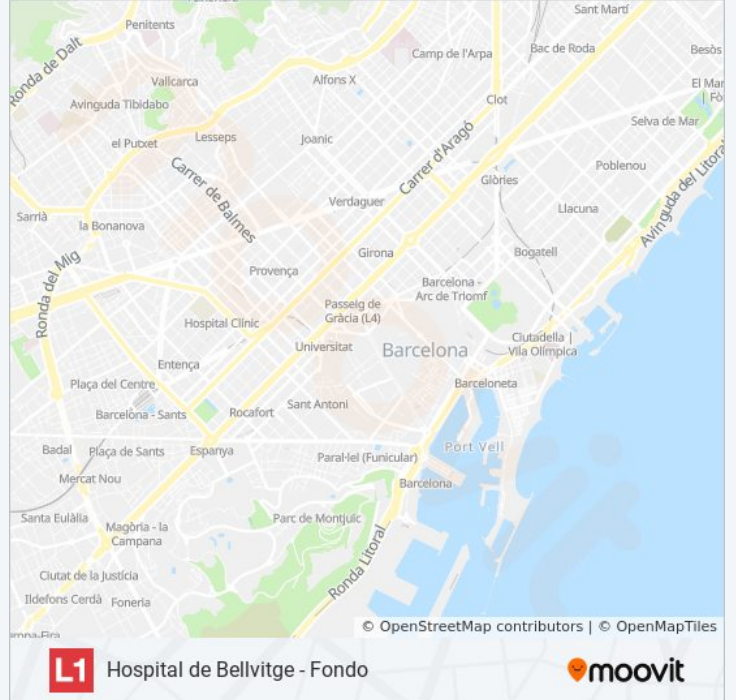 Sant Martí
Penitents
Ronda de Dalt
Camp de l'Arpa
Bac de Roda
Besòs
Vallcarca
Alfons X
El Mar
| Fò
Avinguda Tibidabo
Clot
Selva de Mar
el Putxet
Lesseps
Joanic
Carrer d'Aragó
Poblenou
Carrer de Balmes
Glòries
Avinguda del Litoral
Verdaguer
Llacuna
Sarrià
la Bonanova
Girona
Bogatell
Ronda del Mig
Provença
Barcelona -
Arc de Triomf
Passeig de
Gràcia (L4)
Hospital Clínic
Universitat
Barcelona
Ciutadella |
Vila Olímpica
Entença
Plaça del Centre
Barceloneta
Barcelona - Sants
Rocafort
Sant Antoni
Badal
Plaça de Sants
Espanya
Paral·lel (Funicular)
Port Vell
Mercat Nou
Barcelona
Santa Eulàlia
Magòria - la
Campana
Parc de Montjuïc
Ronda Litoral
Ciutat de la Justícia
Ildefons Cerdà
Foneria
© OpenStreetMap contributors | © OpenMapTiles
L1 Hospital de Bellvitge - Fondo
moovit